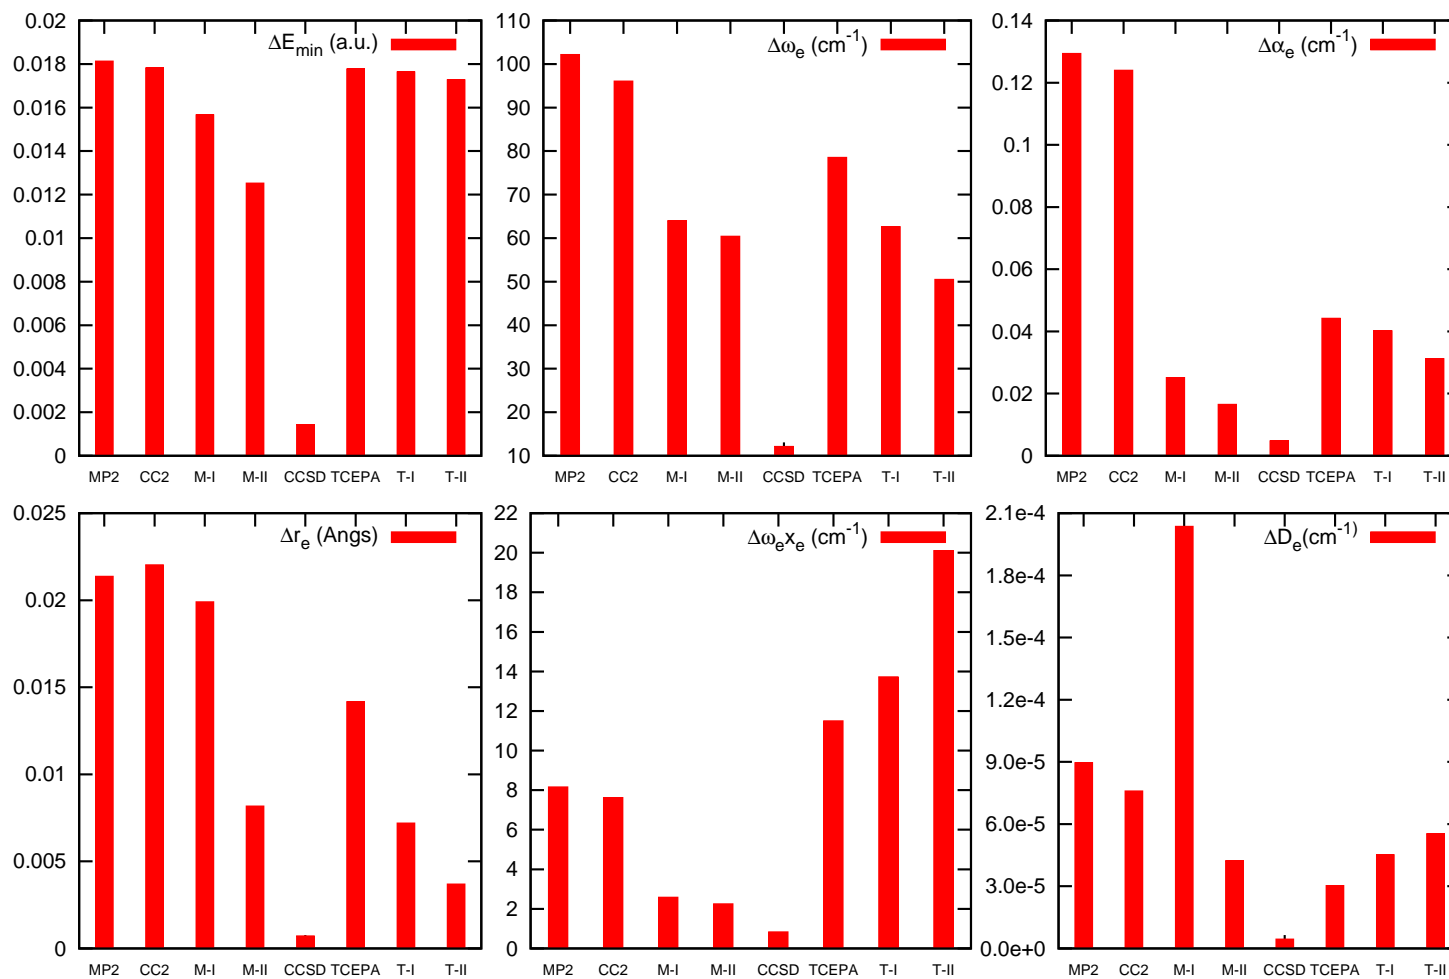 ΔE_min (a.u.)
0.02
0.018
0.016
0.014
0.012
0.01
0.008
0.006
0.004
0.002
0
MP2 CC2 M-I M-II CCSD TCEPA T-I T-II
Δω_e (cm^-1)
110
100
90
80
70
60
50
40
30
20
10
MP2 CC2 M-I M-II CCSD TCEPA T-I T-II
Δα_e (cm^-1)
0.14
0.12
0.1
0.08
0.06
0.04
0.02
0
MP2 CC2 M-I M-II CCSD TCEPA T-I T-II
Δr_e (Angs)
0.025
0.02
0.015
0.01
0.005
0
MP2 CC2 M-I M-II CCSD TCEPA T-I T-II
Δω_ex_e (cm^-1)
22
20
18
16
14
12
10
8
6
4
2
0
MP2 CC2 M-I M-II CCSD TCEPA T-I T-II
ΔD_e(cm^-1)
2.1e-4
1.8e-4
1.5e-4
1.2e-4
9.0e-5
6.0e-5
3.0e-5
0.0e+0
MP2 CC2 M-I M-II CCSD TCEPA T-I T-II